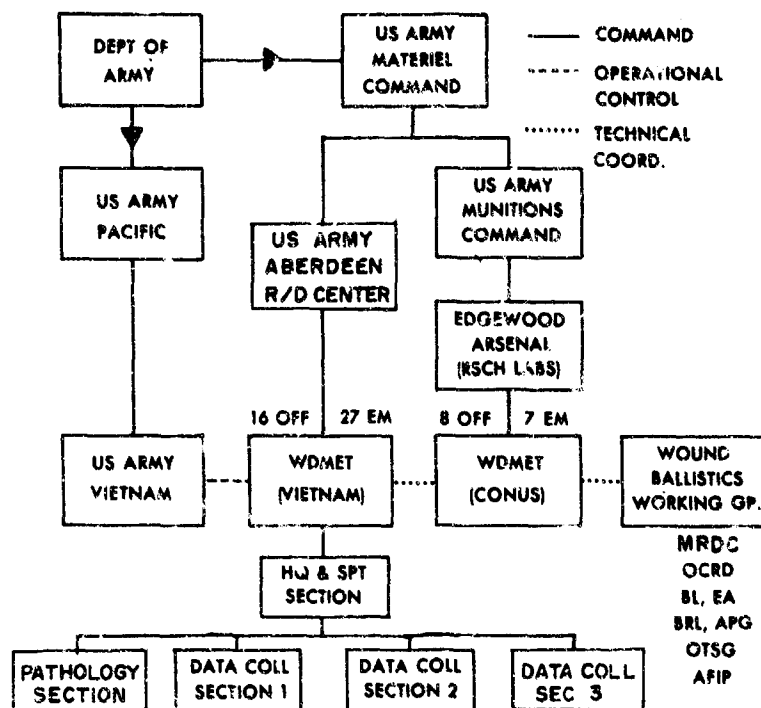 DEPT OF
ARMY
US ARMY
MATERIEL
COMMAND
COMMAND
OPERATIONAL
CONTROL
TECHNICAL
COORD.
US ARMY
PACIFIC
US ARMY
ABERDEEN
R/D CENTER
US ARMY
MUNITIONS
COMMAND
EDGEWOOD
ARSENAL
(RSCH LABS)
16 OFF 27 EM
8 OFF 7 EM
US ARMY
VIETNAM
WDMET
(VIETNAM)
WDMET
(CONUS)
WOUND
BALLISTICS
WORKING GP.
MRDC
OCRD
BL, EA
BRL, APG
OTSG
AFIP
HQ & SPT
SECTION
PATHOLOGY
SECTION
DATA COLL
SECTION 1
DATA COLL
SECTION 2
DATA COLL
SEC 3